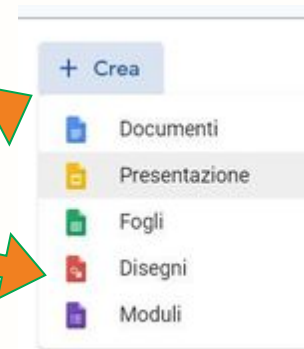 + Crea
Documenti
Presentazione
Fogli
Disegni
Moduli